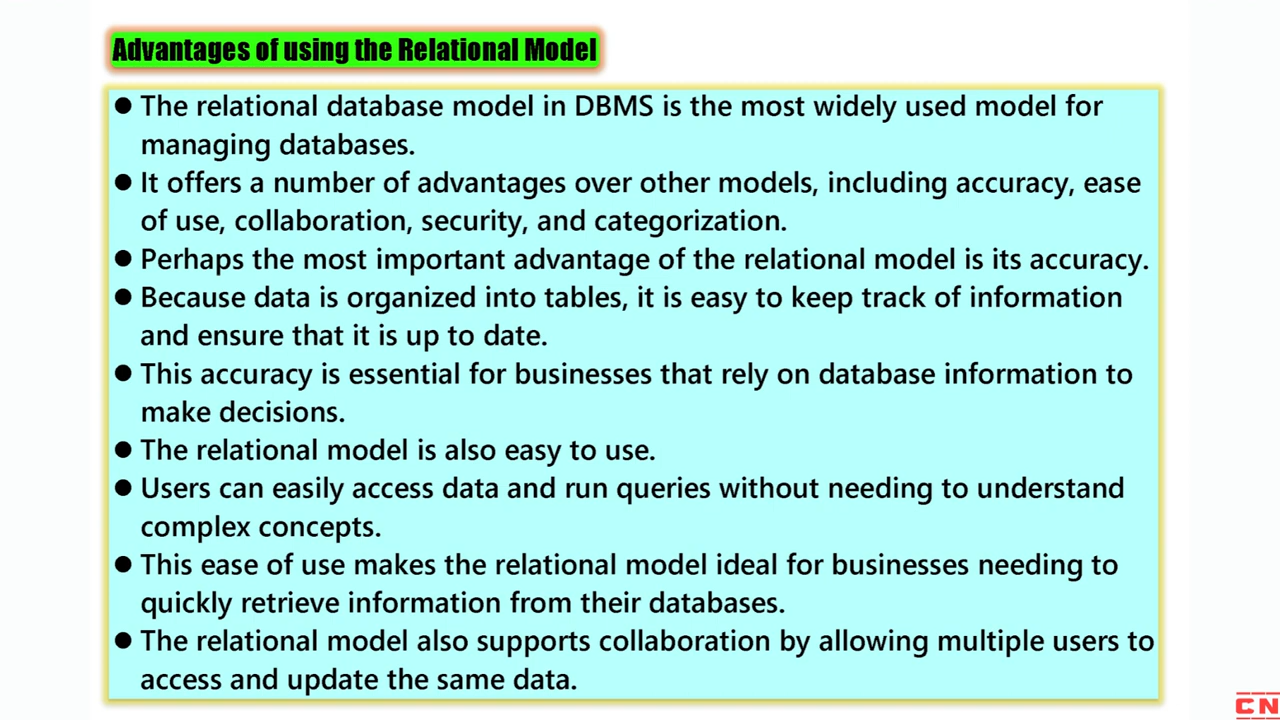 Advantages of using the Relational Model
● The relational database model in DBMS is the most widely used model for
managing databases.
● It offers a number of advantages over other models, including accuracy, ease
of use, collaboration, security, and categorization.
● Perhaps the most important advantage of the relational model is its accuracy.
● Because data is organized into tables, it is easy to keep track of information
and ensure that it is up to date.
● This accuracy is essential for businesses that rely on database information to
make decisions.
● The relational model is also easy to use.
● Users can easily access data and run queries without needing to understand
complex concepts.
● This ease of use makes the relational model ideal for businesses needing to
quickly retrieve information from their databases.
● The relational model also supports collaboration by allowing multiple users to
access and update the same data.
CN